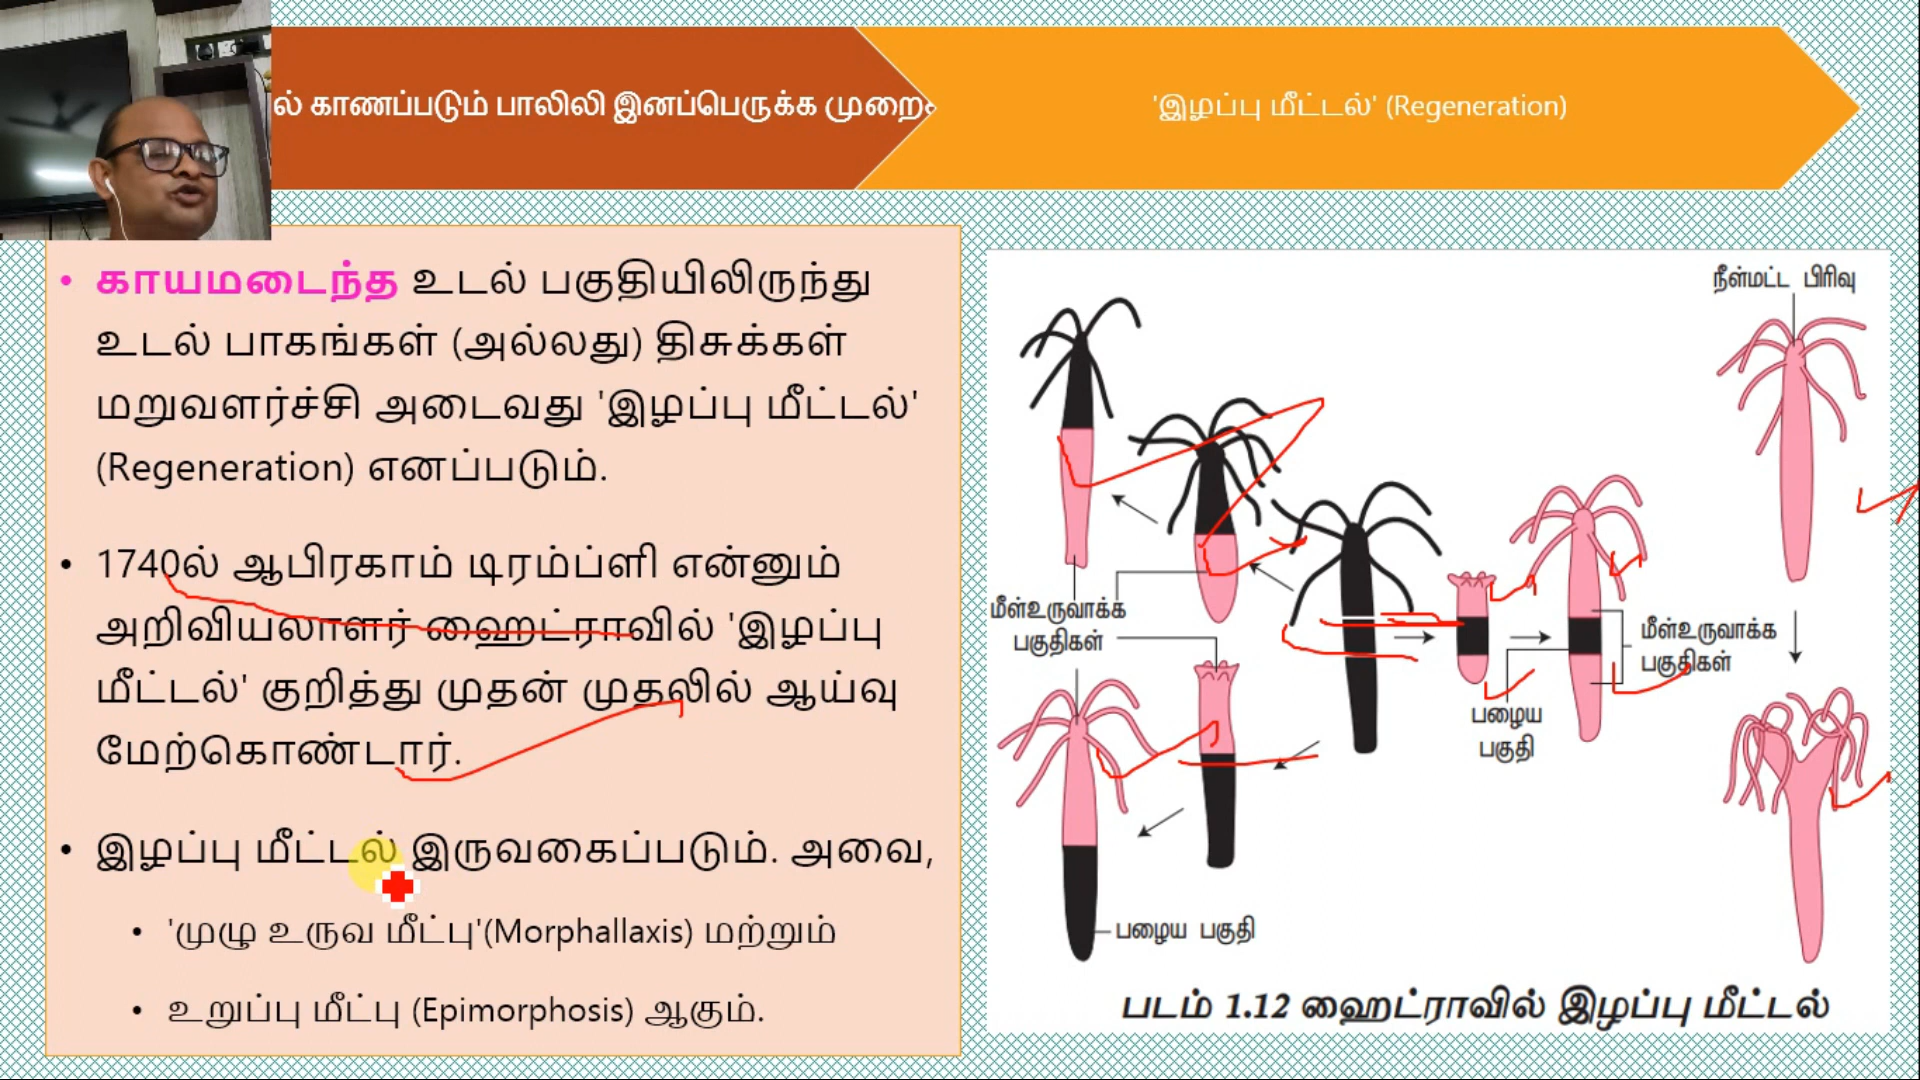 காணப்படும் பாலிலி இனப்பெருக்க
'இழப்பு மீட்டல்' (Regeneration)
• காயமடைந்த உடல் பகுதியிலிருந்து
உடல் பாகங்கள் (அல்லது) திசுக்கள்
மறுவளர்ச்சி அடைவது 'இழப்பு மீட்டல்'
(Regeneration) எனப்படும்.
• 1740ல் ஆபிரகாம் டிரம்ப்ளி என்னும்
அறிவியலாளர் ஹைட்ராவில் 'இழப்பு
மீட்டல்' குறித்து முதன் முதலில் ஆய்வு
மேற்கொண்டார்.
• இழப்பு மீட்டல் இருவகைப்படும். அவை,
• 'முழு உருவ மீட்பு'(Morphallaxis) மற்றும்
• உறுப்பு மீட்பு (Epimorphosis) ஆகும்.
நீள்மட்ட பிரிவு
மீள்உருவாக்க
பகுதிகள்
மீள்உருவாக்க
பகுதிகள்
பழைய
பகுதி
பழைய பகுதி
படம் 1.12 ஹைட்ராவில் இழப்பு மீட்டல்